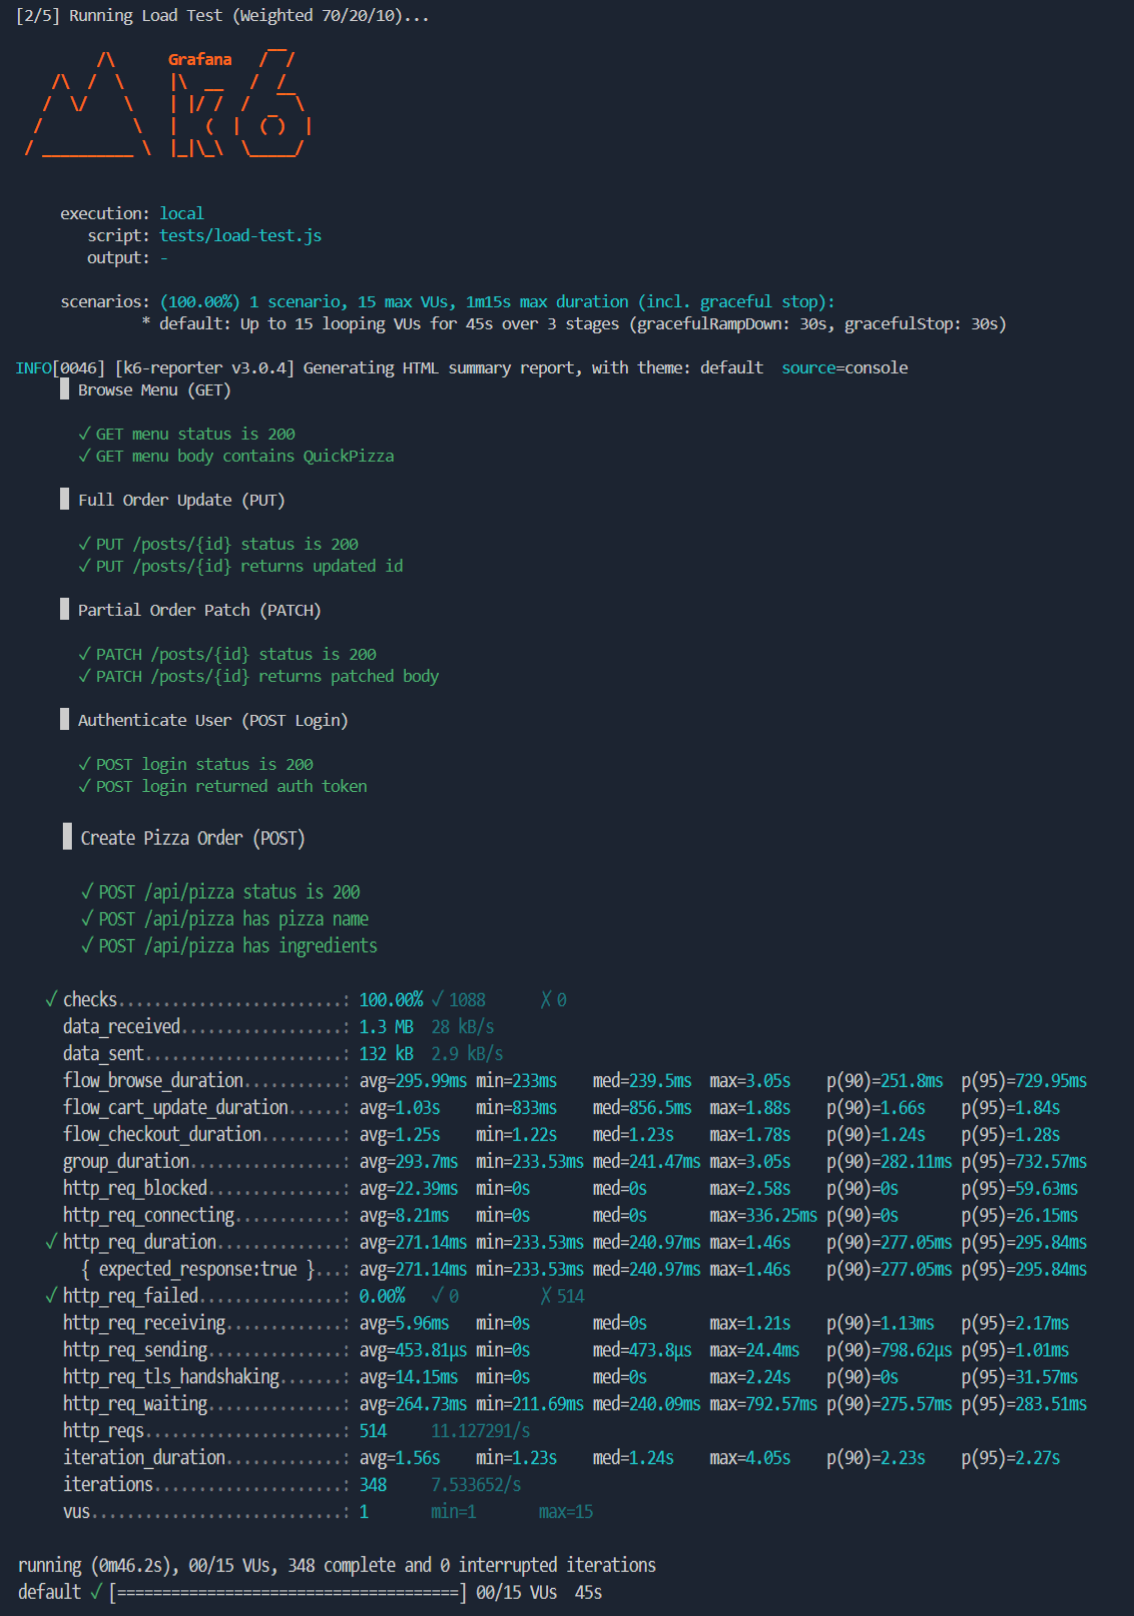 [2/5] Running Load Test (Weighted 70/20/10)...
Grafana
execution: local
script: tests/load-test.js
output: -
scenarios: (100.00%) 1 scenario, 15 max VUs, 1m15s max duration (incl. graceful stop):
* default: Up to 15 looping VUs for 45s over 3 stages (gracefulRampDown: 30s, gracefulStop: 30s)
INFO[0046] [k6-reporter v3.0.4] Generating HTML summary report, with theme: default  source=console
█ Browse Menu (GET)
✓ GET menu status is 200
✓ GET menu body contains QuickPizza
█ Full Order Update (PUT)
✓ PUT /posts/{id} status is 200
✓ PUT /posts/{id} returns updated id
█ Partial Order Patch (PATCH)
✓ PATCH /posts/{id} status is 200
✓ PATCH /posts/{id} returns patched body
█ Authenticate User (POST Login)
✓ POST login status is 200
✓ POST login returned auth token
█ Create Pizza Order (POST)
✓ POST /api/pizza status is 200
✓ POST /api/pizza has pizza name
✓ POST /api/pizza has ingredients
✓ checks.........................: 100.00% ✓ 1088 ✗ 0
data_received..................: 1.3 MB 28 kB/s
data_sent......................: 132 kB 2.9 kB/s
flow_browse_duration...........: avg=295.99ms min=233ms med=239.5ms max=3.05s p(90)=251.8ms p(95)=729.95ms
flow_cart_update_duration......: avg=1.03s min=833ms med=856.5ms max=1.88s p(90)=1.66s p(95)=1.84s
flow_checkout_duration.........: avg=1.25s min=1.22s med=1.23s max=1.78s p(90)=1.24s p(95)=1.28s
group_duration.................: avg=293.7ms min=233.53ms med=241.47ms max=3.05s p(90)=282.11ms p(95)=732.57ms
http_req_blocked...............: avg=22.39ms min=0s med=0s max=2.58s p(90)=0s p(95)=59.63ms
http_req_connecting............: avg=8.21ms min=0s med=0s max=336.25ms p(90)=0s p(95)=26.15ms
✓ http_req_duration..............: avg=271.14ms min=233.53ms med=240.97ms max=1.46s p(90)=277.05ms p(95)=295.84ms
{ expected_response:true }...: avg=271.14ms min=233.53ms med=240.97ms max=1.46s p(90)=277.05ms p(95)=295.84ms
✓ http_req_failed................: 0.00% ✓ 0 ✗ 514
http_req_receiving.............: avg=5.96ms min=0s med=0s max=1.21s p(90)=1.13ms p(95)=2.17ms
http_req_sending...............: avg=453.81µs min=0s med=473.8µs max=24.4ms p(90)=798.62µs p(95)=1.01ms
http_req_tls_handshaking.......: avg=14.15ms min=0s med=0s max=2.24s p(90)=0s p(95)=31.57ms
http_req_waiting...............: avg=264.73ms min=211.69ms med=240.09ms max=792.57ms p(90)=275.57ms p(95)=283.51ms
http_reqs......................: 514 11.127291/s
iteration_duration.............: avg=1.56s min=1.23s med=1.24s max=4.05s p(90)=2.23s p(95)=2.27s
iterations.....................: 348 7.533652/s
vus............................: 1 min=1 max=15
running (0m46.2s), 00/15 VUs, 348 complete and 0 interrupted iterations
default ✓ [======================================] 00/15 VUs  45s